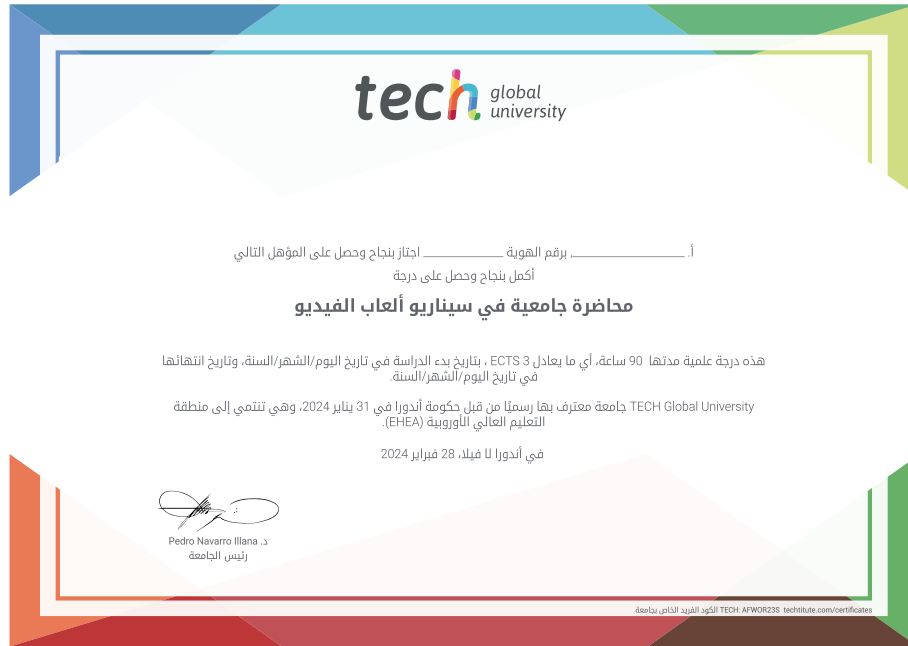 tech global university
أ. ____________________, برقم الهوية ______________ اجتاز بنجاح وحصل على المؤهل التالي
أكمل بنجاح وحصل على درجة
محاضرة جامعية في سيناريو ألعاب الفيديو
هذه درجة علمية مدتها 90 ساعة، أي ما يعادل 3 ECTS ، بتاريخ بدء الدراسة في تاريخ اليوم/الشهر/السنة، وتاريخ انتهائها
في تاريخ اليوم/الشهر/السنة.
TECH Global University جامعة معترف بها رسميًا من قبل حكومة أندورا في 31 يناير 2024، وهي تنتمي إلى منطقة
التعليم العالي الأوروبية (EHEA).
في أندورا لا فيلا، 28 فبراير 2024
د. Pedro Navarro Illana
رئيس الجامعة
الكود الفريد الخاص بجامعة TECH: AFWOR23S techtitute.com/certificates